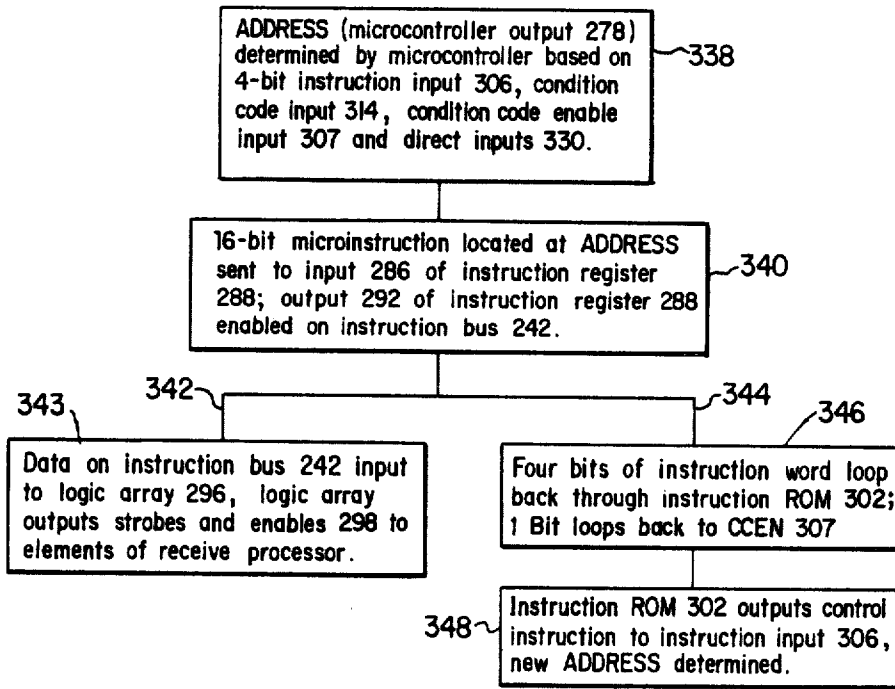 ADDRESS (microcontroller output 278)
determined by microcontroller based on
4-bit instruction input 306, condition
code input 314, condition code enable
input 307 and direct inputs 330.
338
16-bit microinstruction located at ADDRESS
sent to input 286 of instruction register
288; output 292 of instruction register 288
enabled on instruction bus 242.
340
342
344
343
Data on instruction bus 242 input
to logic array 296, logic array
outputs strobes and enables 298 to
elements of receive processor.
346
Four bits of instruction word loop
back through instruction ROM 302;
1 Bit loops back to CCEN 307
348
Instruction ROM 302 outputs control
instruction to instruction input 306,
new ADDRESS determined.